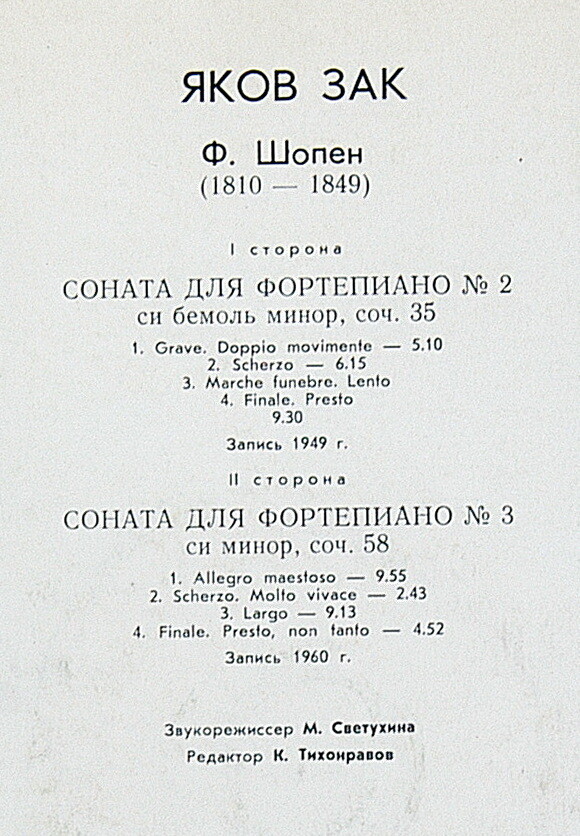 ЯКОВ ЗАК
Ф. Шопен
(1810 — 1849)
I сторона
СОНАТА ДЛЯ ФОРТЕПИАНО № 2
си бемоль минор, соч. 35
1. Grave. Doppio movimente — 5.10
2. Scherzo — 6.15
3. Marche funebre. Lento
4. Finale. Presto
9.30
Запись 1949 г.
II сторона
СОНАТА ДЛЯ ФОРТЕПИАНО № 3
си минор, соч. 58
1. Allegro maestoso — 9.55
2. Scherzo. Molto vivace — 2.43
3. Largo — 9.13
4. Finale. Presto, non tanto — 4.52
Запись 1960 г.
Звукорежиссер М. Светухина
Редактор К. Тихонравов